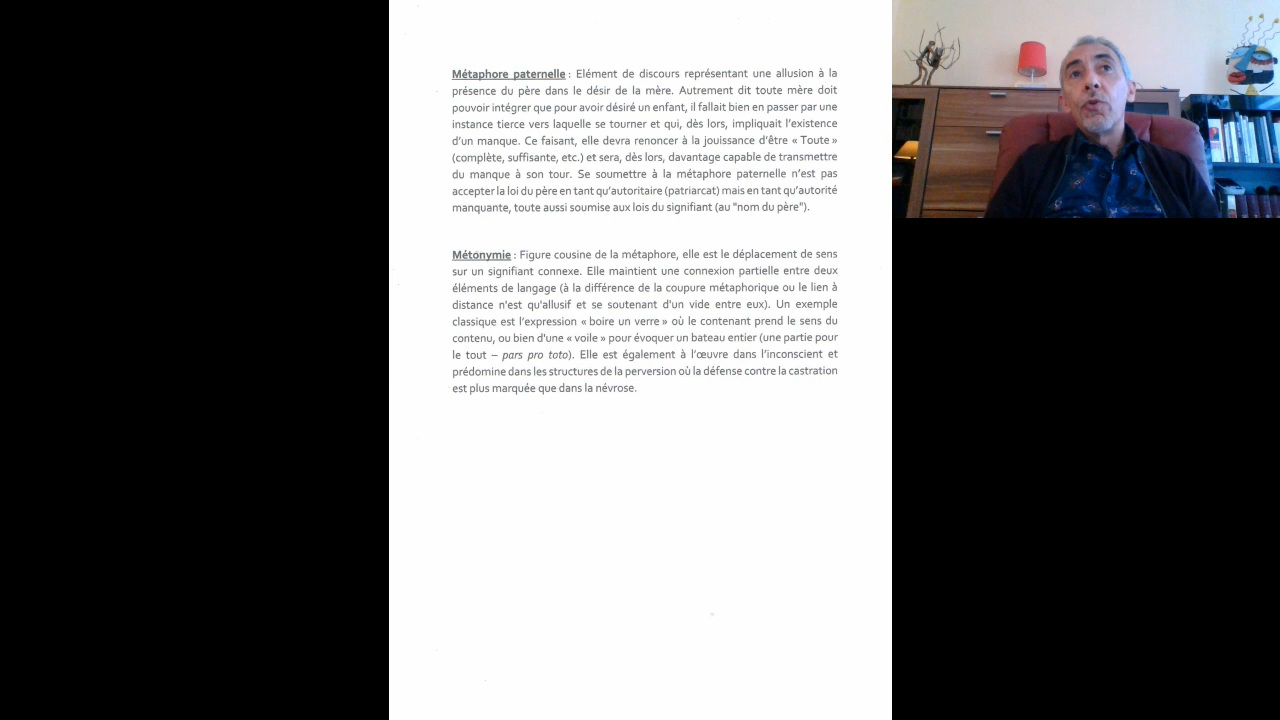 Métaphore paternelle : Elément de discours représentant une allusion à la
présence du père dans le désir de la mère. Autrement dit toute mère doit
pouvoir intégrer que pour avoir désiré un enfant, il fallait bien en passer par une
instance tierce vers laquelle se tourner et qui, dès lors, impliquait l’existence
d’un manque. Ce faisant, elle devra renoncer à la jouissance d’être « Toute »
(complète, suffisante, etc.) et sera, dès lors, davantage capable de transmettre
du manque à son tour. Se soumettre à la métaphore paternelle n’est pas
accepter la loi du père en tant qu’autoritaire (patriarcat) mais en tant qu’autorité
manquante, toute aussi soumise aux lois du signifiant (au "nom du père").
Métonymie : Figure cousine de la métaphore, elle est le déplacement de sens
sur un signifiant connexe. Elle maintient une connexion partielle entre deux
éléments de langage (à la différence de la coupure métaphorique ou le lien à
distance n'est qu'allusif et se soutenant d'un vide entre eux). Un exemple
classique est l’expression « boire un verre » où le contenant prend le sens du
contenu, ou bien d'une « voile » pour évoquer un bateau entier (une partie pour
le tout – pars pro toto). Elle est également à l’œuvre dans l’inconscient et
prédomine dans les structures de la perversion où la défense contre la castration
est plus marquée que dans la névrose.